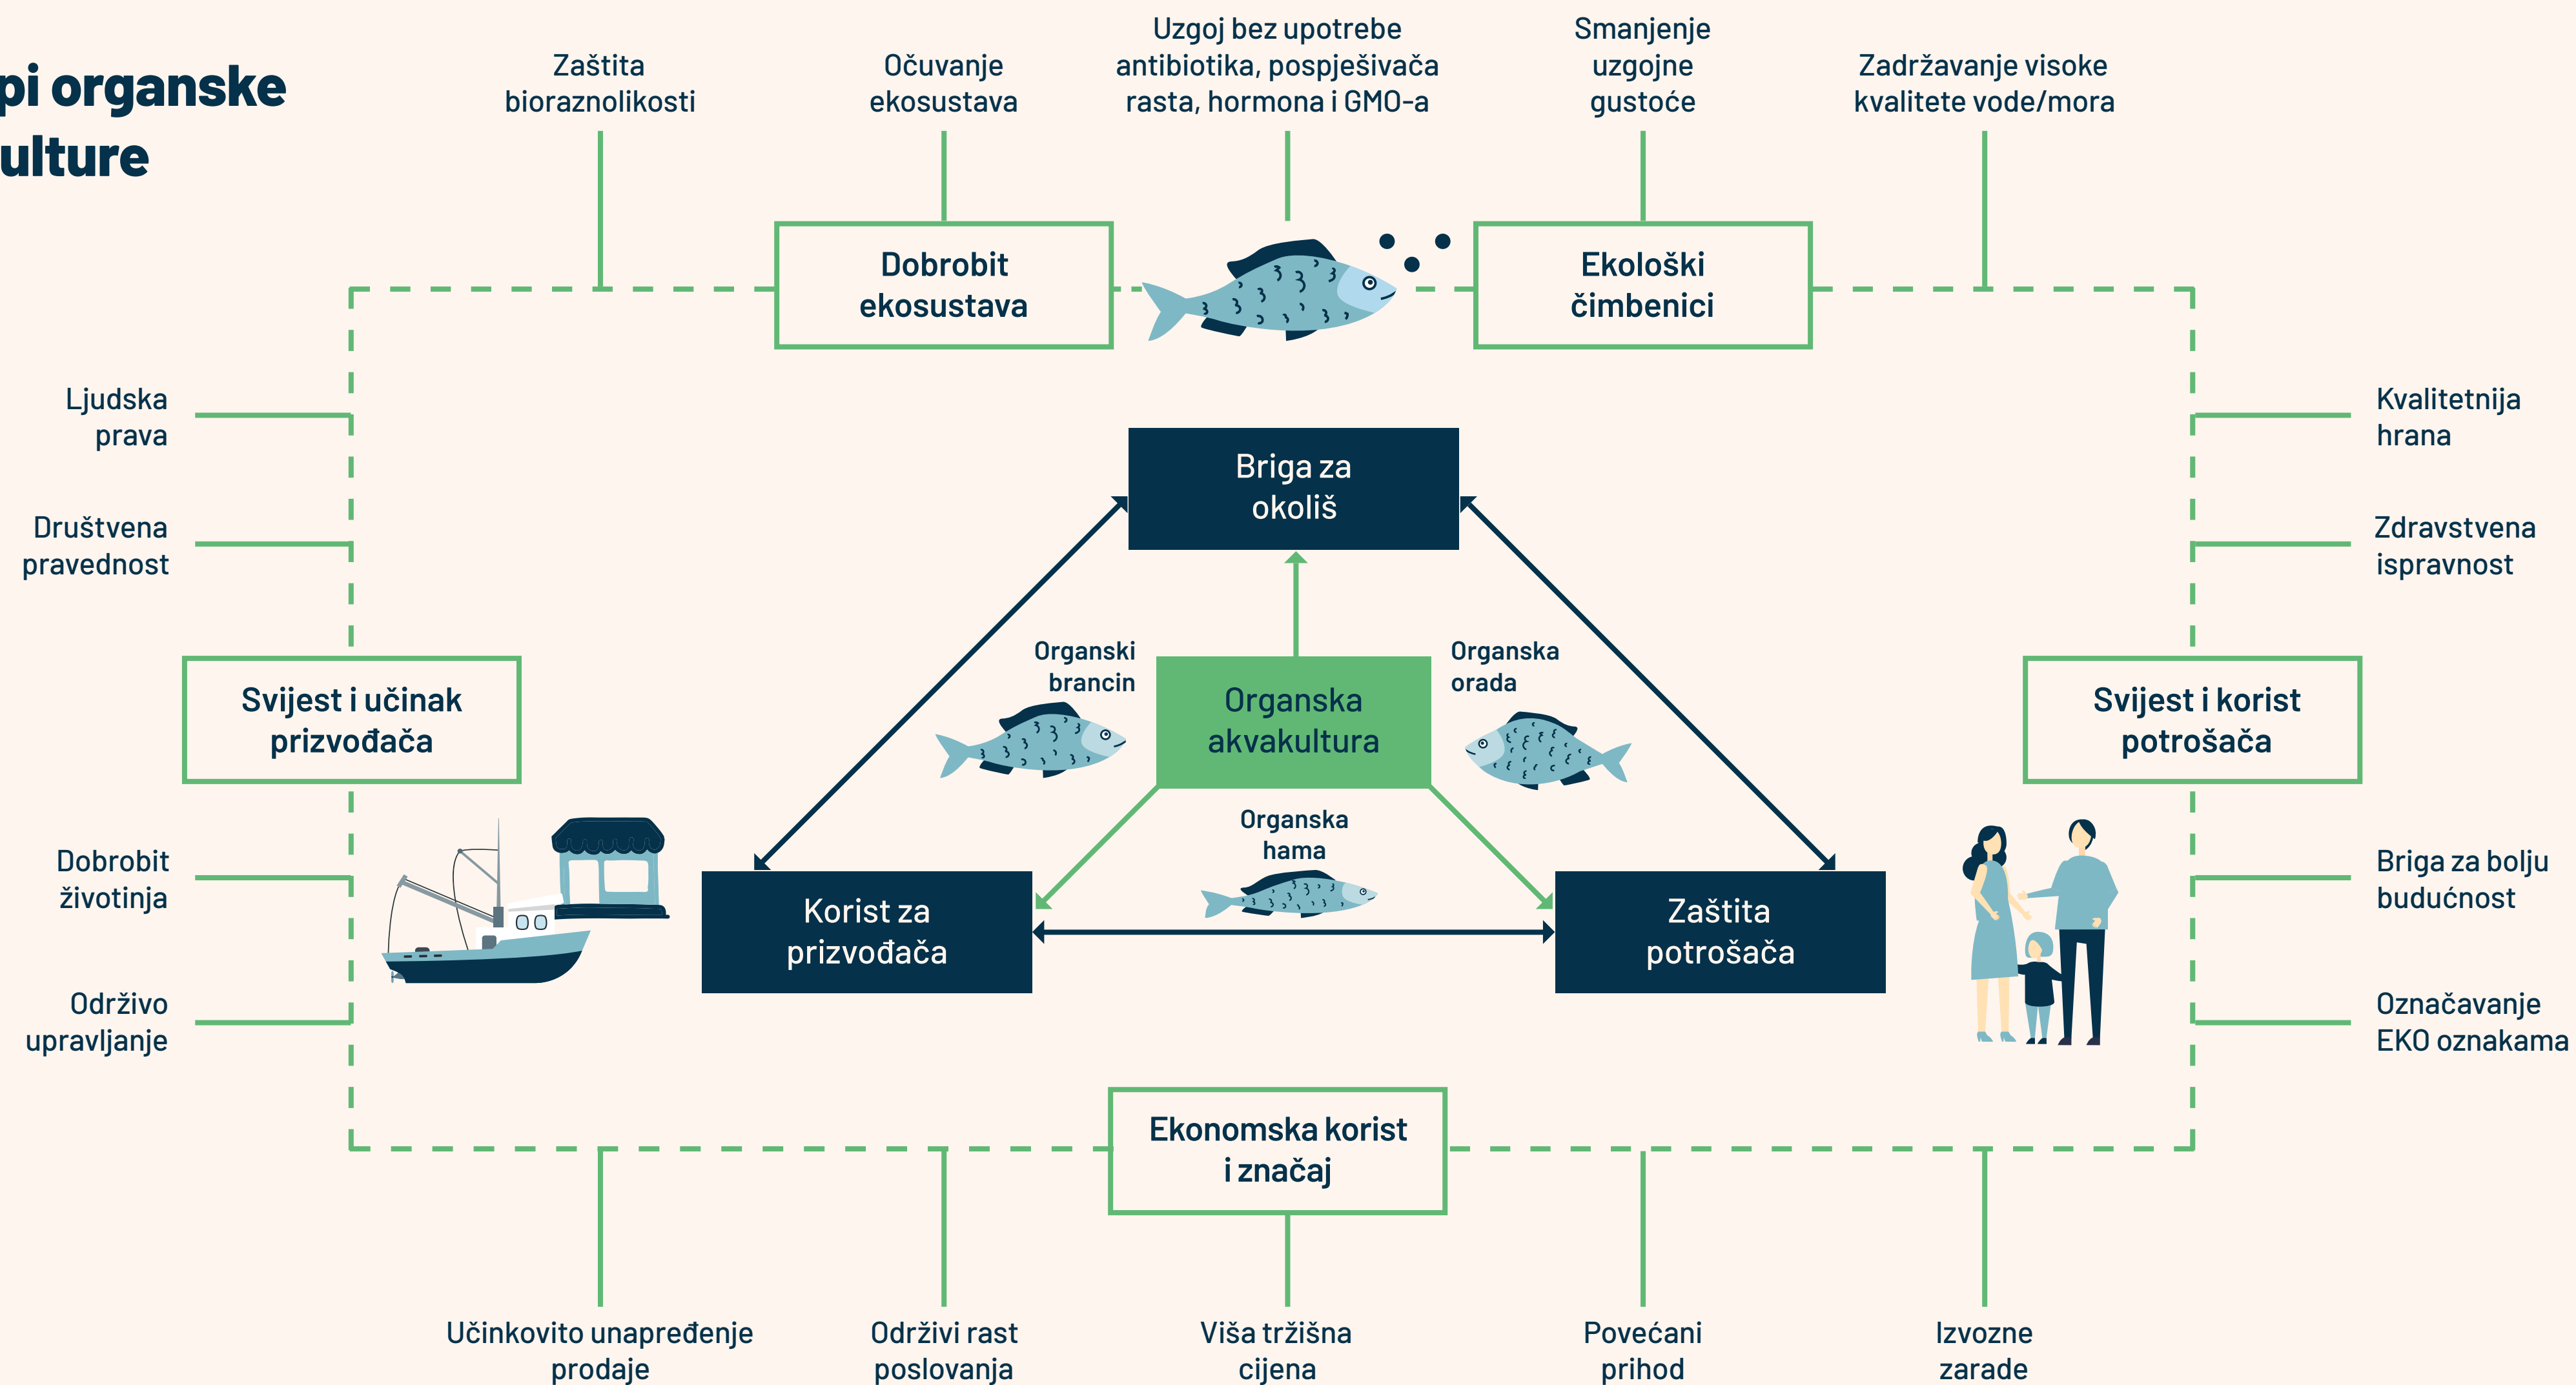 pi organske
ulture
Zaštita
bioraznolikosti
Očuvanje
ekosustava
Uzgoj bez upotrebe
antibiotika, pospješivača
rasta, hormona i GMO-a
Smanjenje
uzgojne
gustoće
Zadržavanje visoke
kvalitete vode/mora
Dobrobit
ekosustava
Ekološki
čimbenici
Ljudska
prava
Društvena
pravednost
Svijest i učinak
prizvođača
Dobrobit
životinja
Održivo
upravljanje
Briga za
okoliš
Organski
brancin
Organska
akvakultura
Organska
orada
Organska
hama
Korist za
prizvođača
Zaštita
potrošača
Kvalitetnija
hrana
Zdravstvena
ispravnost
Svijest i korist
potrošača
Briga za bolju
budućnost
Označavanje
EKO oznakama
Ekonomska korist
i značaj
Učinkovito unapređenje
prodaje
Održivi rast
poslovanja
Viša tržišna
cijena
Povećani
prihod
Izvozne
zarade